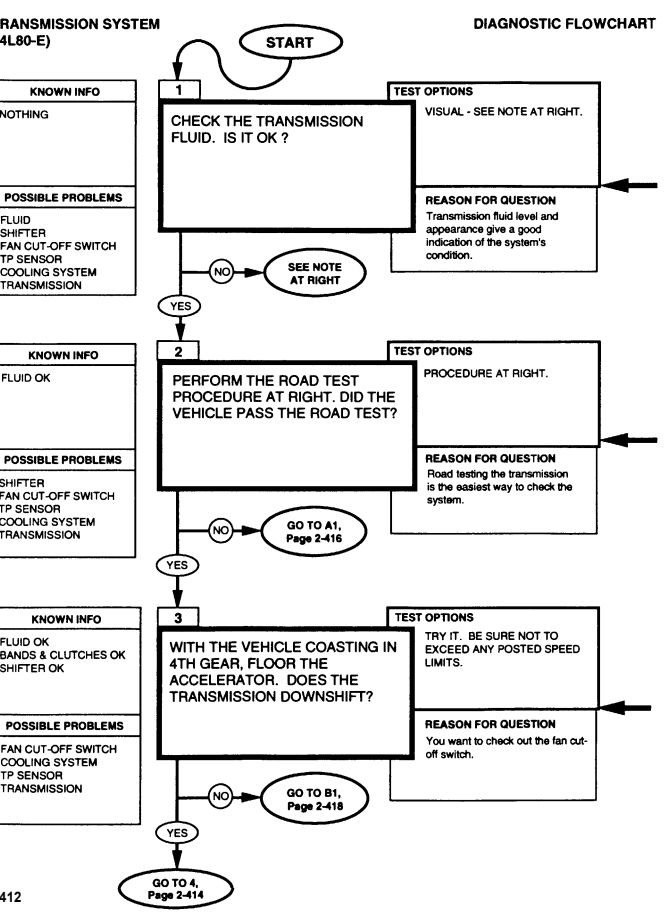 RANSMISSION SYSTEM
4L80-E)
DIAGNOSTIC FLOWCHART
START
KNOWN INFO
NOTHING
POSSIBLE PROBLEMS
FLUID
SHIFTER
FAN CUT-OFF SWITCH
TP SENSOR
COOLING SYSTEM
TRANSMISSION
1
CHECK THE TRANSMISSION
FLUID. IS IT OK ?
TEST OPTIONS
VISUAL - SEE NOTE AT RIGHT.
REASON FOR QUESTION
Transmission fluid level and
appearance give a good
indication of the system's
condition.
NO
SEE NOTE
AT RIGHT
YES
KNOWN INFO
FLUID OK
POSSIBLE PROBLEMS
SHIFTER
FAN CUT-OFF SWITCH
TP SENSOR
COOLING SYSTEM
TRANSMISSION
2
PERFORM THE ROAD TEST
PROCEDURE AT RIGHT. DID THE
VEHICLE PASS THE ROAD TEST?
TEST OPTIONS
PROCEDURE AT RIGHT.
REASON FOR QUESTION
Road testing the transmission
is the easiest way to check the
system.
NO
GO TO A1,
Page 2-416
YES
KNOWN INFO
FLUID OK
BANDS & CLUTCHES OK
SHIFTER OK
POSSIBLE PROBLEMS
FAN CUT-OFF SWITCH
COOLING SYSTEM
TP SENSOR
TRANSMISSION
3
WITH THE VEHICLE COASTING IN
4TH GEAR, FLOOR THE
ACCELERATOR. DOES THE
TRANSMISSION DOWNSHIFT?
TEST OPTIONS
TRY IT. BE SURE NOT TO
EXCEED ANY POSTED SPEED
LIMITS.
REASON FOR QUESTION
You want to check out the fan cut-
off switch.
NO
GO TO B1,
Page 2-418
YES
GO TO 4,
Page 2-414
412